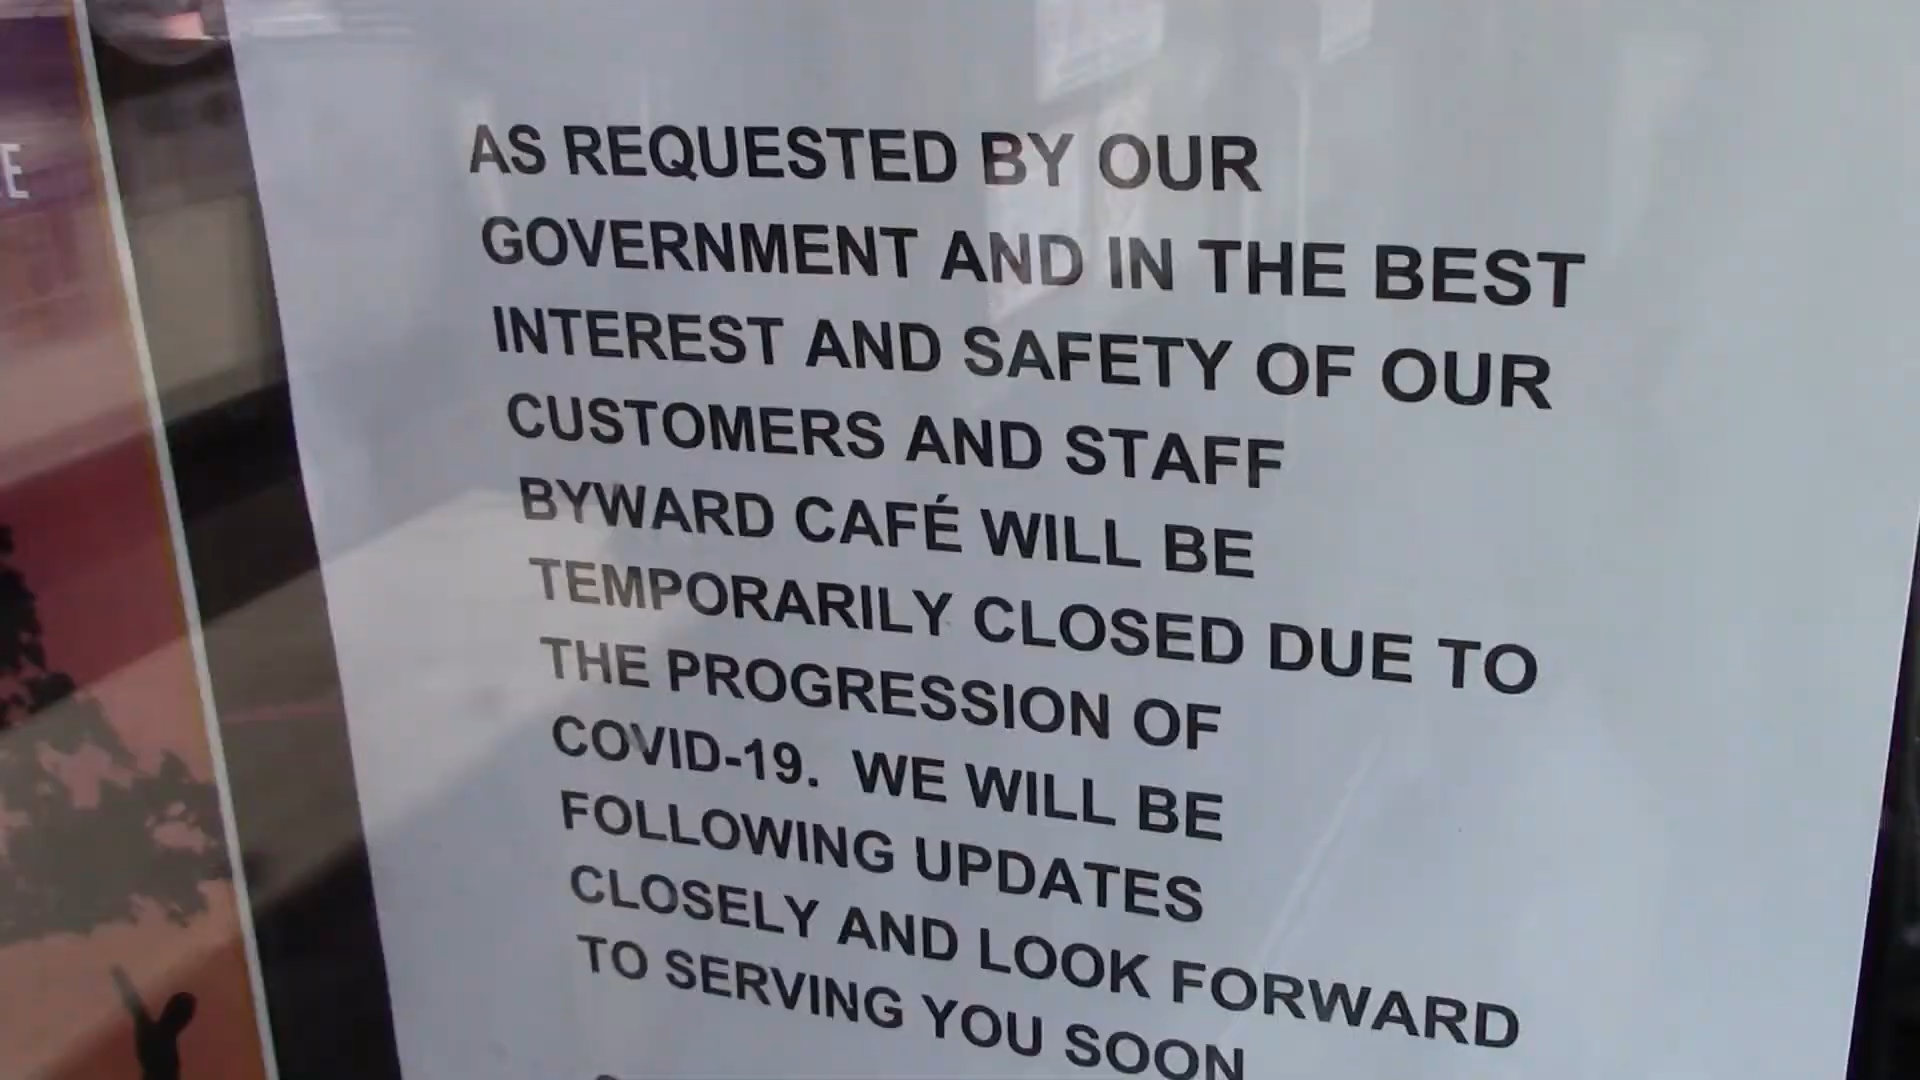 E
AS REQUESTED BY OUR
GOVERNMENT AND IN THE BEST
INTEREST AND SAFETY OF OUR
CUSTOMERS AND STAFF
BYWARD CAFÉ WILL BE
TEMPORARILY CLOSED DUE TO
THE PROGRESSION OF
COVID-19. WE WILL BE
FOLLOWING UPDATES
CLOSELY AND LOOK FORWARD
TO SERVING YOU SOON